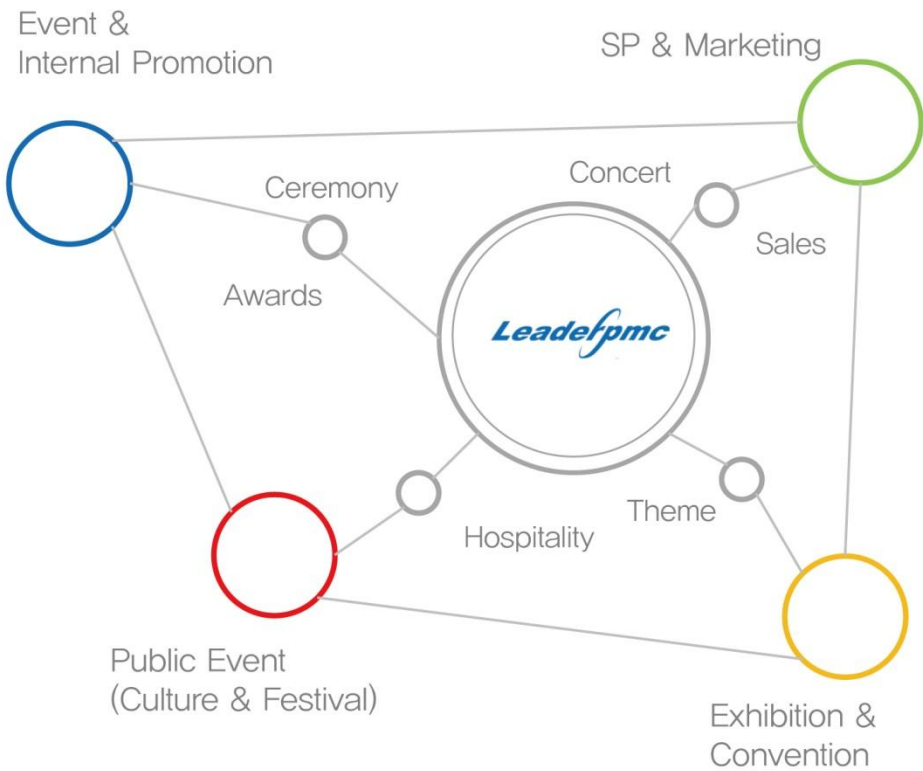 Event &
Internal Promotion
SP & Marketing
Ceremony
Concert
Awards
Sales
Leaderpmc
Hospitality
Theme
Public Event
(Culture & Festival)
Exhibition &
Convention